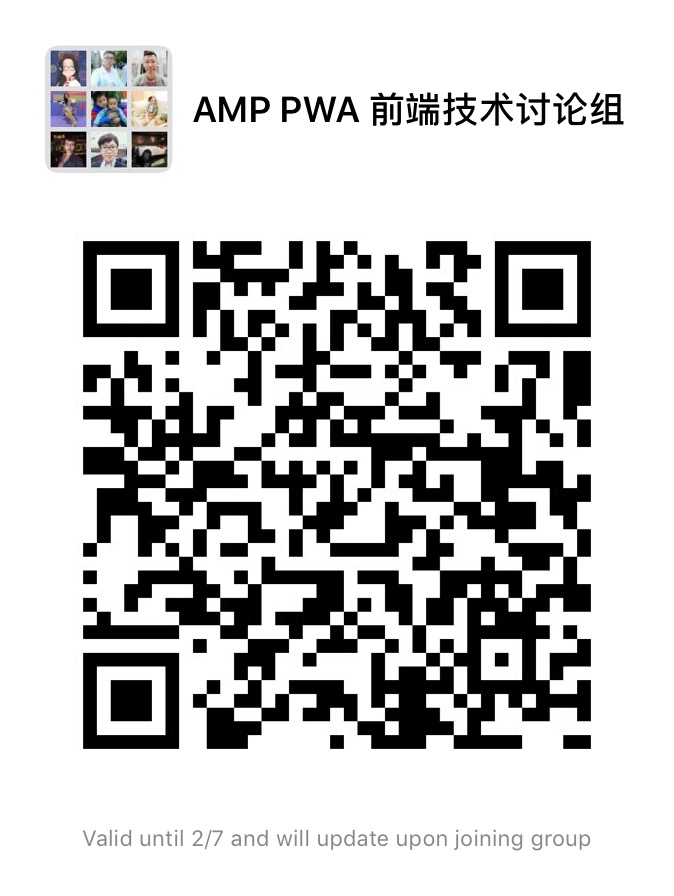 AMP PWA 前端技术讨论组
Valid until 2/7 and will update upon joining group